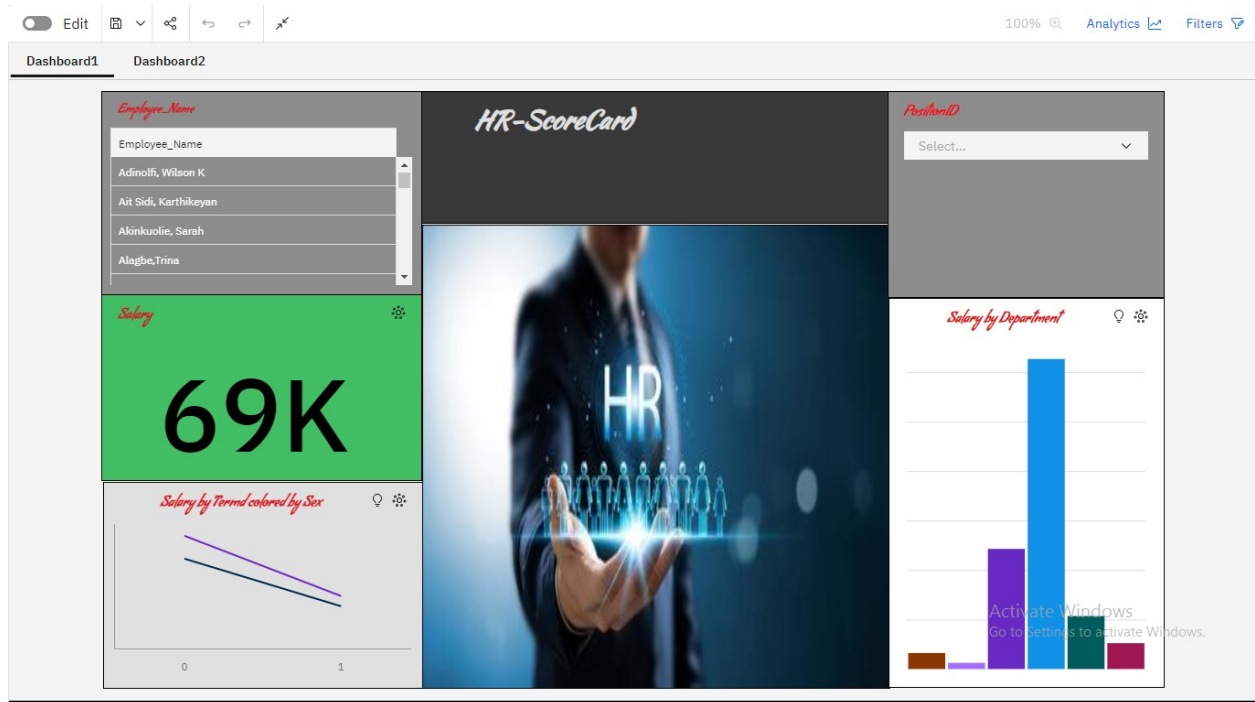 Edit
100%
Analytics
Filters
Dashboard1
Dashboard2
Employee_Name
Employee_Name
Adinolfi, Wilson K
Ait Sidi, Karthikeyan
Akinkuolie, Sarah
Alagbe,Trina
HR-ScoreCard
PositionID
Select...
Salary
69K
HR
Salary by Department
Salary by Termd colored by Sex
0
1
Activate Windows
Go to Settings to activate Windows.